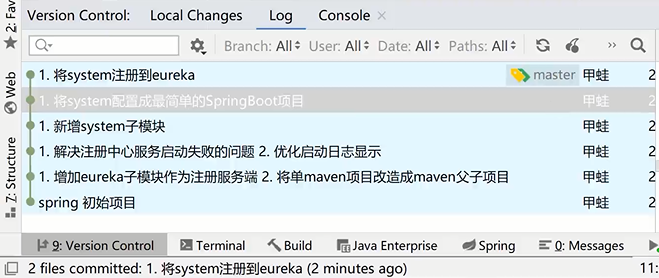 Version Control: Local Changes Log Console
Branch: All User: All Date: All Paths: All
1. 将system注册到eureka master 甲蛙 2
1. 将system配置成最简单的SpringBoot项目 甲蛙 2
1. 新增system子模块 甲蛙 2
1. 解决注册中心服务启动失败的问题 2. 优化启动日志显示 甲蛙 2
1. 增加eureka子模块作为注册服务端 2. 将单maven项目改造成maven父子项目 甲蛙 2
spring 初始项目 甲蛙 2
2: Fav
Web
Z: Structure
9: Version Control Terminal Build Java Enterprise Spring 0: Messages
2 files committed: 1. 将system注册到eureka (2 minutes ago) 11: